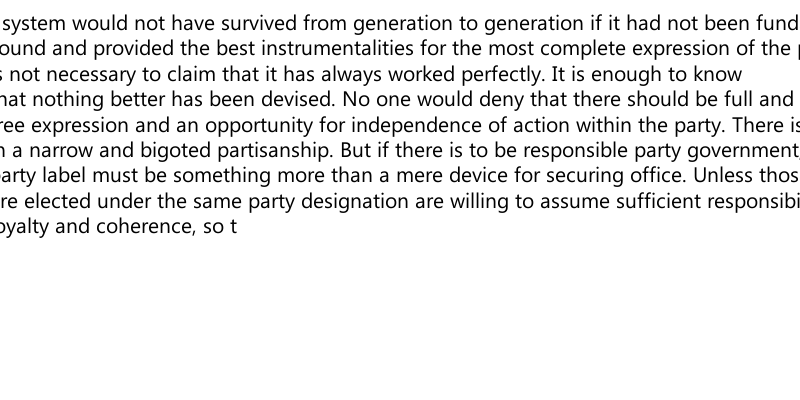 system would not have survived from generation to generation if it had not been fund
ound and provided the best instrumentalities for the most complete expression of the p
s not necessary to claim that it has always worked perfectly. It is enough to know
hat nothing better has been devised. No one would deny that there should be full and
ree expression and an opportunity for independence of action within the party. There is
n a narrow and bigoted partisanship. But if there is to be responsible party government,
party label must be something more than a mere device for securing office. Unless thos
re elected under the same party designation are willing to assume sufficient responsibi
oyalty and coherence, so t